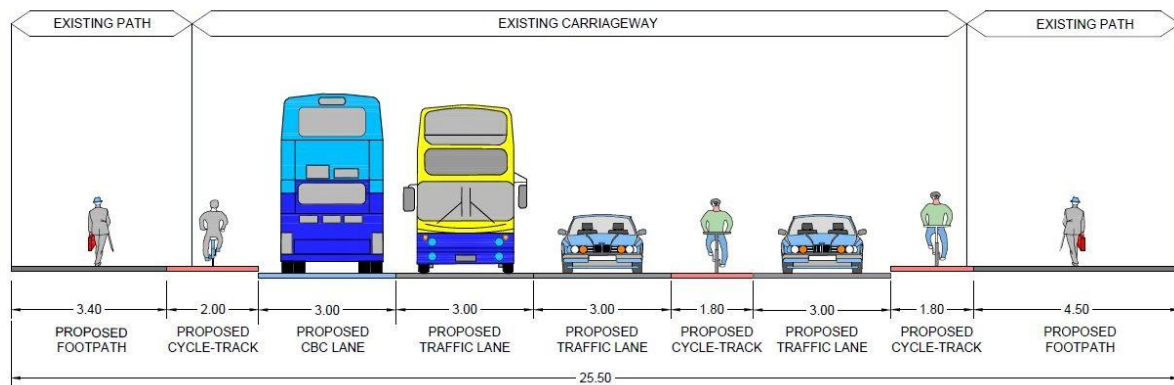 EXISTING PATH
EXISTING CARRIAGEWAY
EXISTING PATH
3.40
2.00
3.00
3.00
3.00
1.80
3.00
1.80
4.50
PROPOSED
FOOTPATH
PROPOSED
CYCLE-TRACK
PROPOSED
CBC LANE
PROPOSED
TRAFFIC LANE
PROPOSED
TRAFFIC LANE
PROPOSED
CYCLE-TRACK
PROPOSED
TRAFFIC LANE
PROPOSED
CYCLE-TRACK
PROPOSED
FOOTPATH
25.50